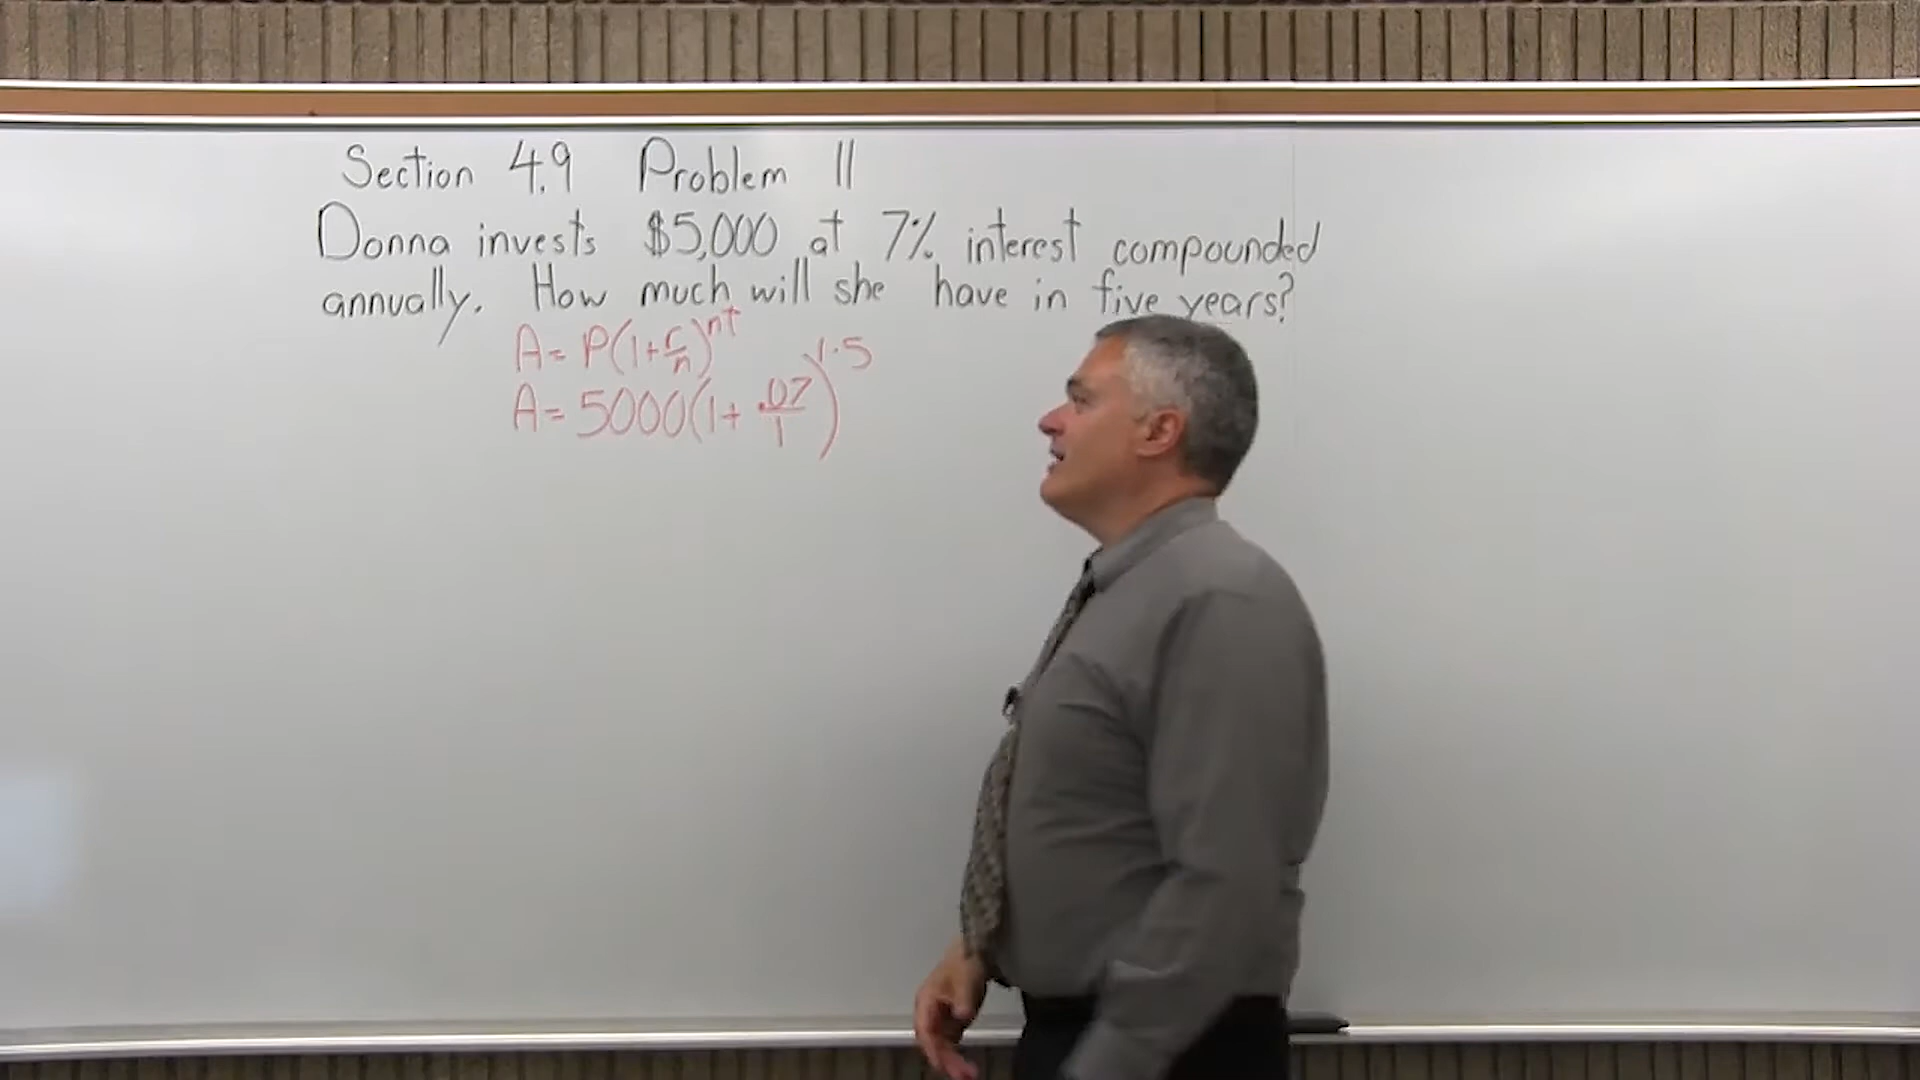 Section 4.9 Problem 11
Donna invests $5,000 at 7% interest compounded
annually. How much will she have in five years?
A = P(1+r/n)^nt
A = 5000(1+ .07/1)^1·5